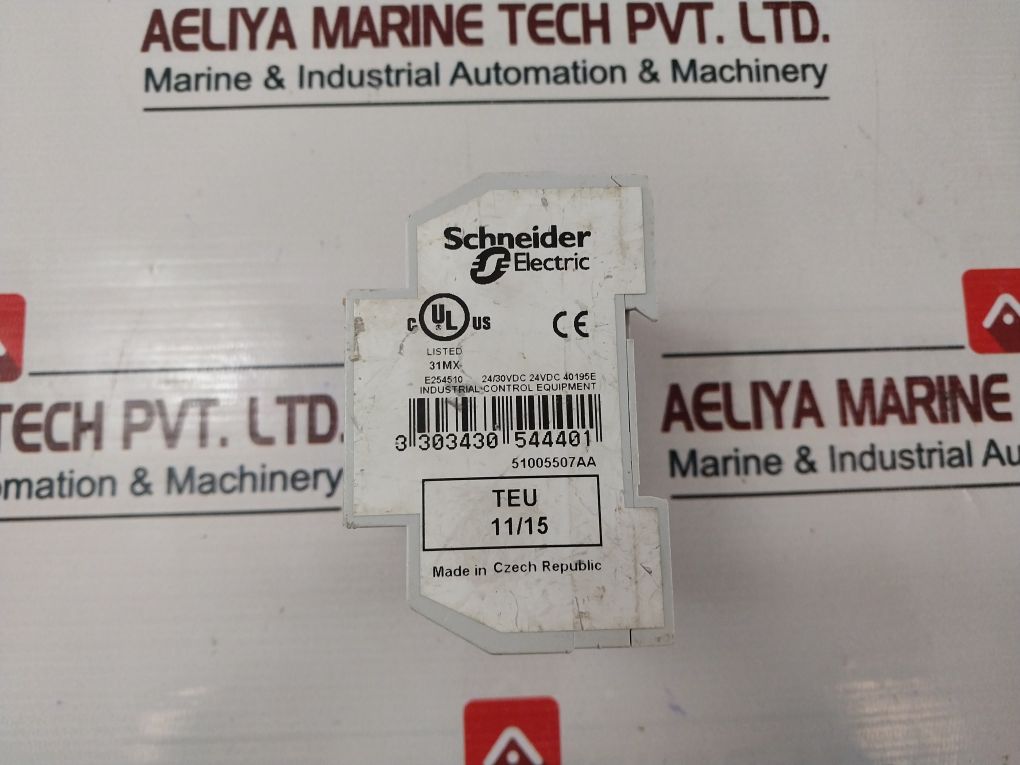 AELIYA MARINE TECH PVT. LTD.
Marine & Industrial Automation & Machinery
Schneider
Electric
C UL US
®
CE
LISTED
31MX
E254510 24/30VDC 24VDC 40195E
INDUSTRIAL CONTROL EQUIPMENT
3 303430 544401
51005507AA
TEU
11/15
Made in Czech Republic
TECH PVT. LTD.
omation & Machinery
AELIYA MARINE
Marine & Industrial Au